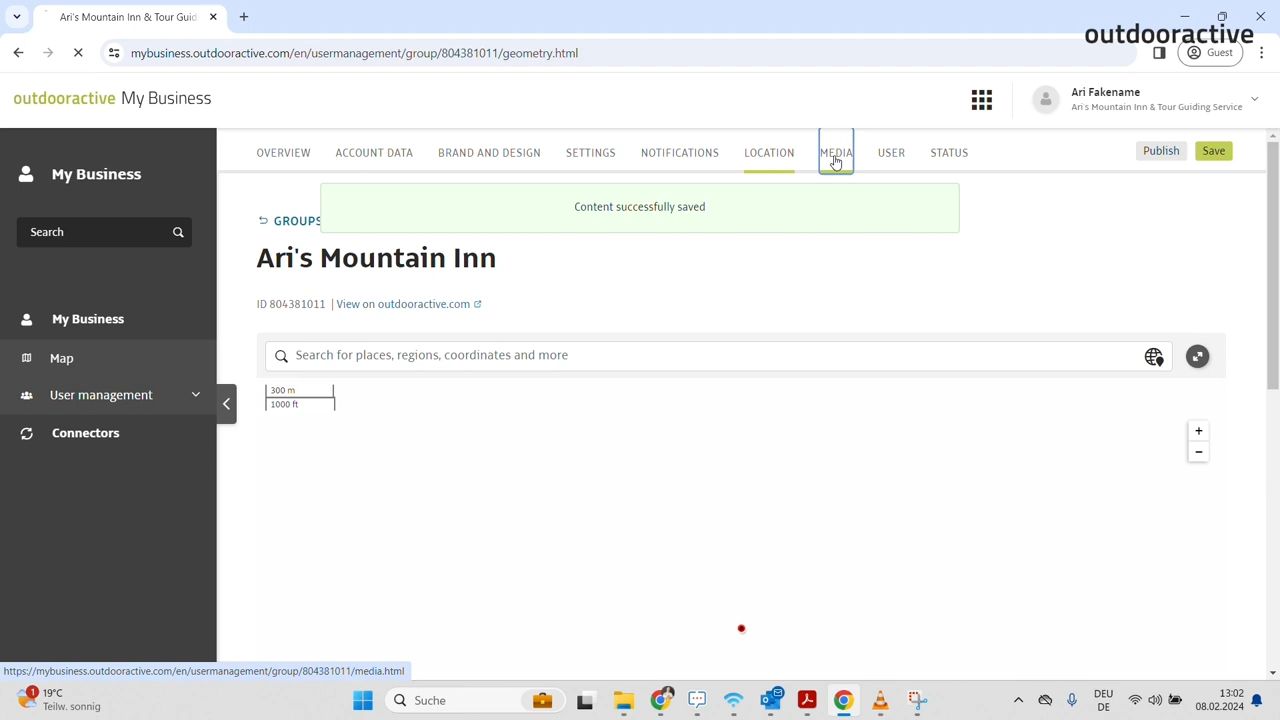 Ari's Mountain Inn & Tour Guid
mybusiness.outdooractive.com/en/usermanagement/group/804381011/geometry.html
Guest
outdooractive
outdooractive My Business
Ari Fakename
Ari's Mountain Inn & Tour Guiding Service
My Business
Search
My Business
Map
User management
Connectors
OVERVIEW ACCOUNT DATA BRAND AND DESIGN SETTINGS NOTIFICATIONS LOCATION MEDIA USER STATUS
Publish Save
Content successfully saved
GROUPS
Ari's Mountain Inn
ID 804381011 | View on outdooractive.com
Search for places, regions, coordinates and more
300 m
1000 ft
+
−
https://mybusiness.outdooractive.com/en/usermanagement/group/804381011/media.html
1
19°C
Teilw. sonnig
Suche
DEU
DE
13:02
08.02.2024